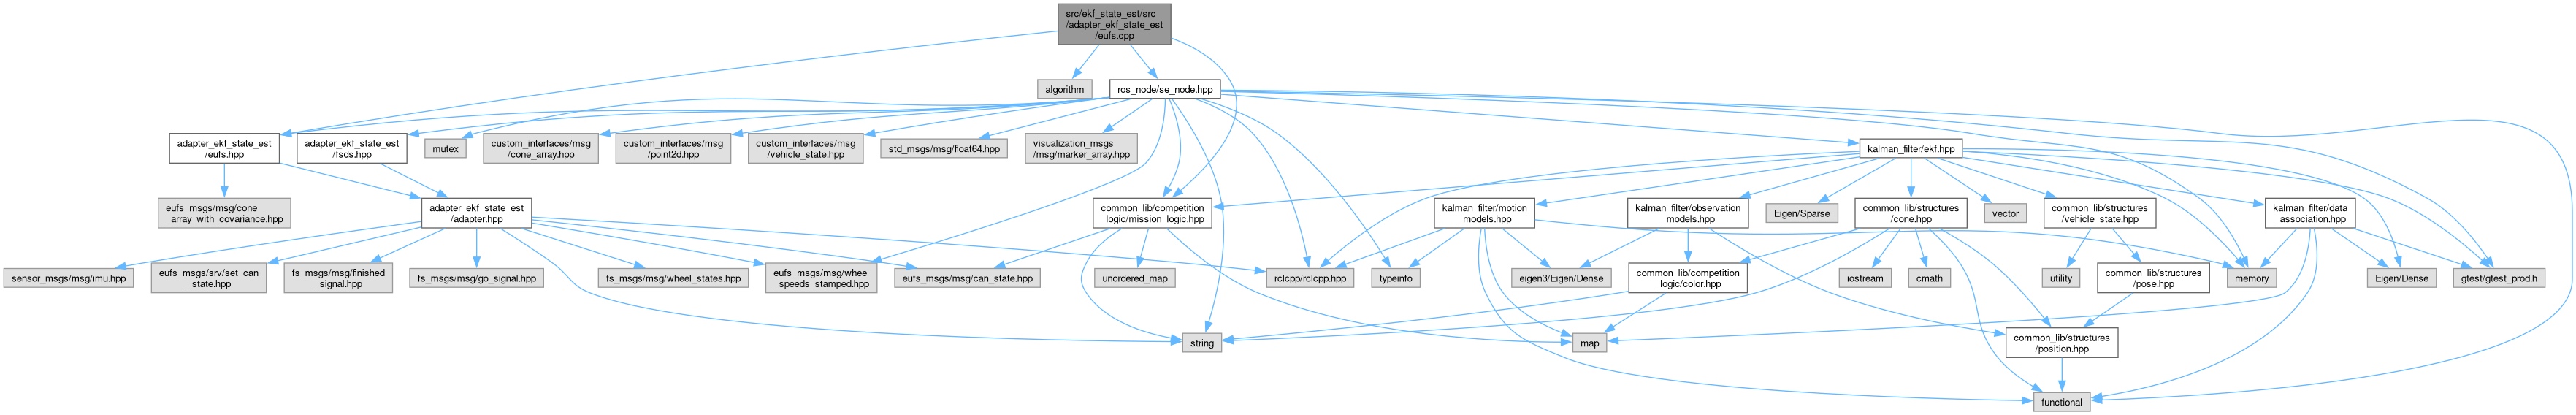 src/ekf_state_est/src
/adapter_ekf_state_est
/eufs.cpp
algorithm
ros_node/se_node.hpp
adapter_ekf_state_est
/eufs.hpp
adapter_ekf_state_est
/fsds.hpp
mutex
custom_interfaces/msg
/cone_array.hpp
custom_interfaces/msg
/point2d.hpp
custom_interfaces/msg
/vehicle_state.hpp
std_msgs/msg/float64.hpp
visualization_msgs
/msg/marker_array.hpp
kalman_filter/ekf.hpp
eufs_msgs/msg/cone
_array_with_covariance.hpp
adapter_ekf_state_est
/adapter.hpp
common_lib/competition
_logic/mission_logic.hpp
kalman_filter/motion
_models.hpp
kalman_filter/observation
_models.hpp
Eigen/Sparse
common_lib/structures
/cone.hpp
vector
common_lib/structures
/vehicle_state.hpp
kalman_filter/data
_association.hpp
sensor_msgs/msg/imu.hpp
eufs_msgs/srv/set_can
_state.hpp
fs_msgs/msg/finished
_signal.hpp
fs_msgs/msg/go_signal.hpp
fs_msgs/msg/wheel_states.hpp
eufs_msgs/msg/wheel
_speeds_stamped.hpp
eufs_msgs/msg/can_state.hpp
unordered_map
rclcpp/rclcpp.hpp
typeinfo
eigen3/Eigen/Dense
common_lib/competition
_logic/color.hpp
iostream
cmath
utility
common_lib/structures
/pose.hpp
memory
Eigen/Dense
gtest/gtest_prod.h
string
map
common_lib/structures
/position.hpp
functional